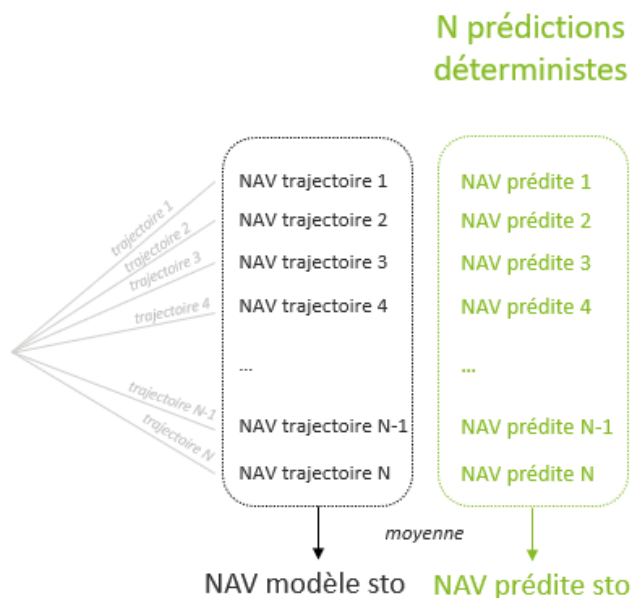 N prédictions
déterministes
NAV trajectoire 1
NAV trajectoire 2
NAV trajectoire 3
NAV trajectoire 4
...
NAV trajectoire N-1
NAV trajectoire N
NAV prédite 1
NAV prédite 2
NAV prédite 3
NAV prédite 4
...
NAV prédite N-1
NAV prédite N
trajectoire 1
trajectoire 2
trajectoire 3
trajectoire 4
trajectoire N-1
trajectoire N
moyenne
NAV modèle sto
NAV prédite sto